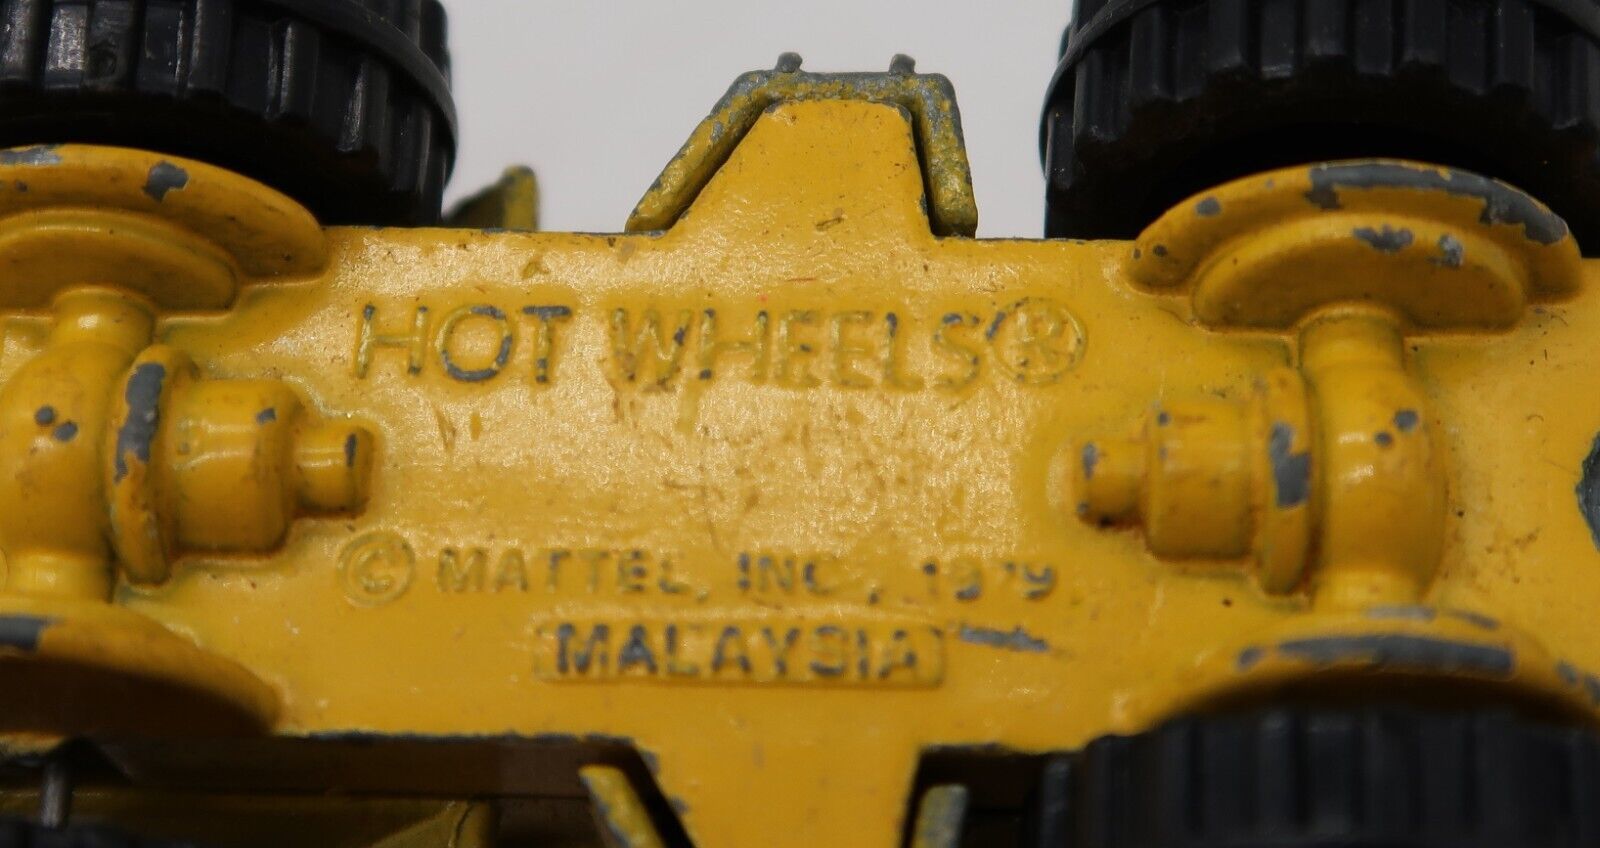 HOT WHEELS®
© MATTEL, INC., 1979
MALAYSIA